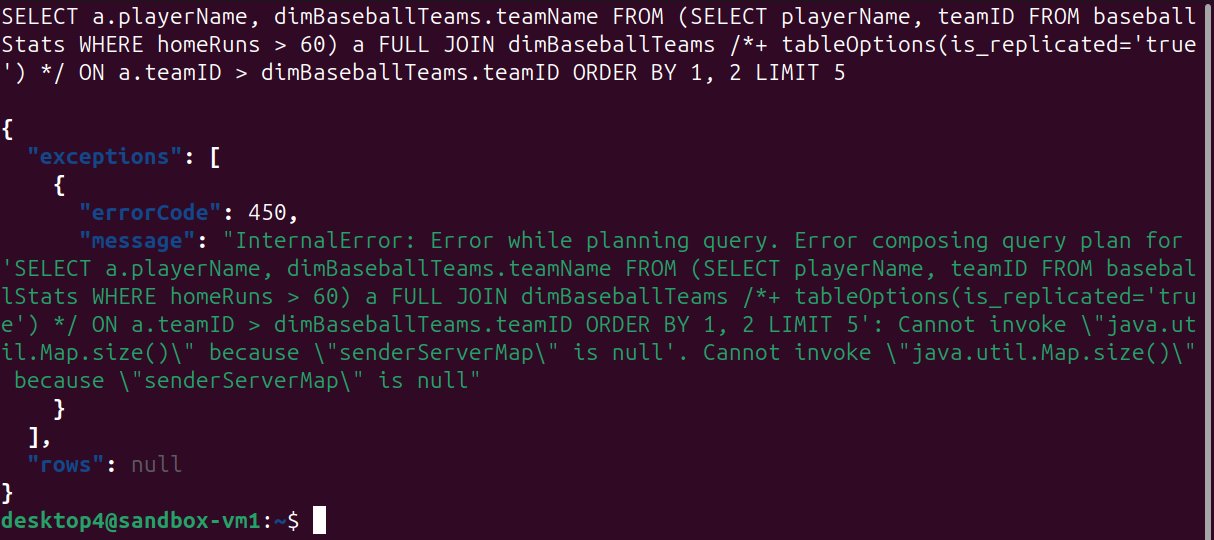 SELECT a.playerName, dimBaseballTeams.teamName FROM (SELECT playerName, teamID FROM baseball
Stats WHERE homeRuns > 60) a FULL JOIN dimBaseballTeams /*+ tableOptions(is_replicated='true
') */ ON a.teamID > dimBaseballTeams.teamID ORDER BY 1, 2 LIMIT 5

{
  "exceptions": [
    {
      "errorCode": 450,
      "message": "InternalError: Error while planning query. Error composing query plan for 
'SELECT a.playerName, dimBaseballTeams.teamName FROM (SELECT playerName, teamID FROM basebal
lStats WHERE homeRuns > 60) a FULL JOIN dimBaseballTeams /*+ tableOptions(is_replicated='tru
e') */ ON a.teamID > dimBaseballTeams.teamID ORDER BY 1, 2 LIMIT 5': Cannot invoke \"java.ut
il.Map.size()\" because \"senderServerMap\" is null'. Cannot invoke \"java.util.Map.size()\"
 because \"senderServerMap\" is null"
    }
  ],
  "rows": null
}
desktop4@sandbox-vm1:~$